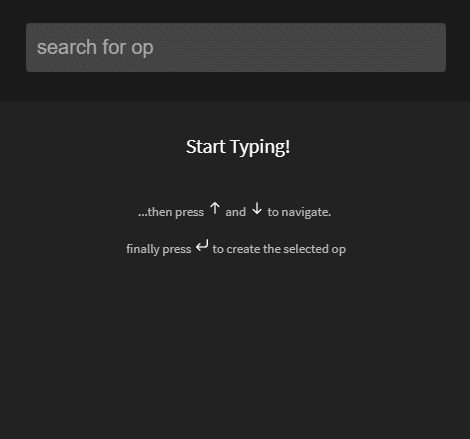 search for op
Start Typing!
...then press ↑ and ↓ to navigate.
finally press ↵ to create the selected op